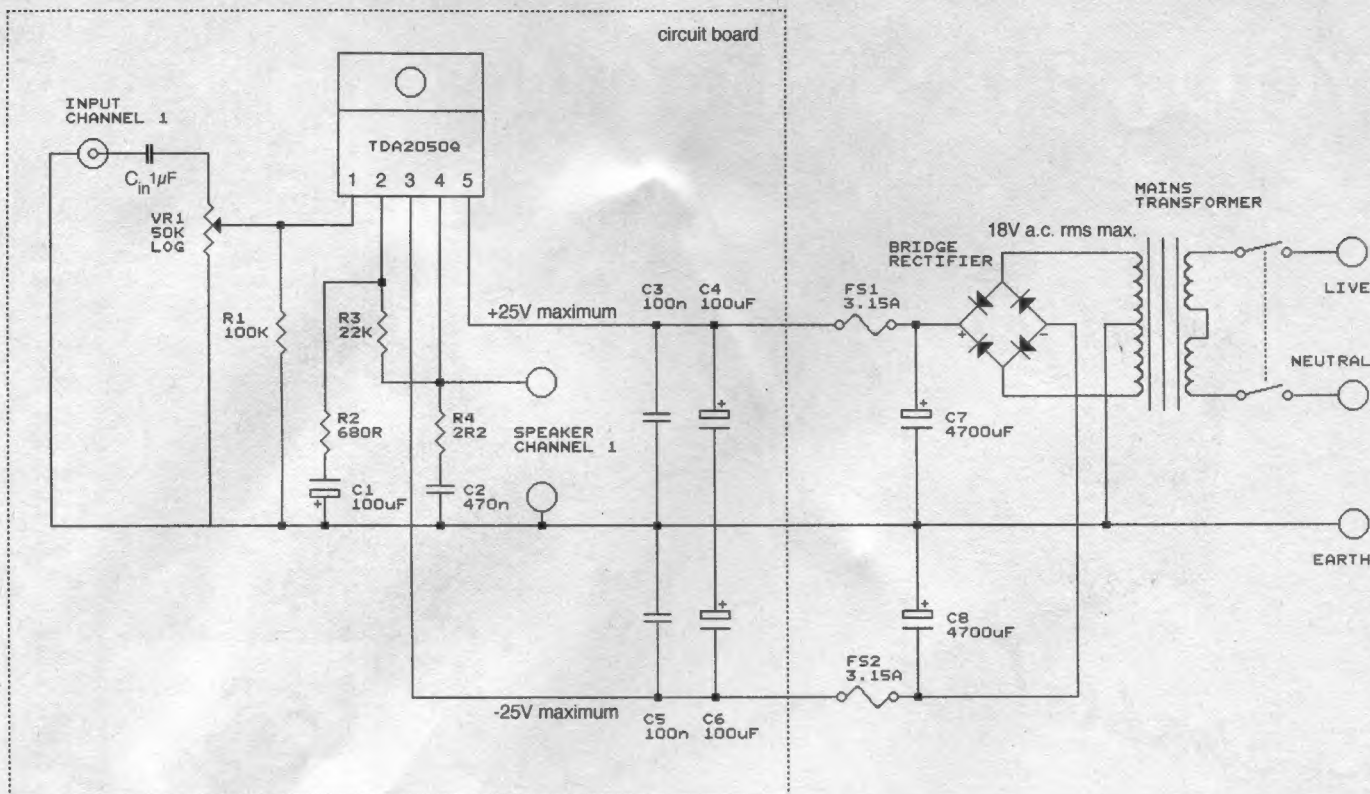 circuit board
INPUT
CHANNEL 1
TDA2050Q
1 2 3 4 5
Cin 1µF
VR1
50K
LOG
MAINS
TRANSFORMER
18V a.c. rms max.
BRIDGE
RECTIFIER
+ -
LIVE
R1
100K
R3
22K
+25V maximum
C3
100n
C4
100uF
+
FS1
3.15A
NEUTRAL
R2
680R
R4
2R2
SPEAKER
CHANNEL 1
+
C7
4700uF
C1
100uF
+
C2
470n
EARTH
+
+
C8
4700uF
FS2
3.15A
-25V maximum
C5
100n
C6
100uF